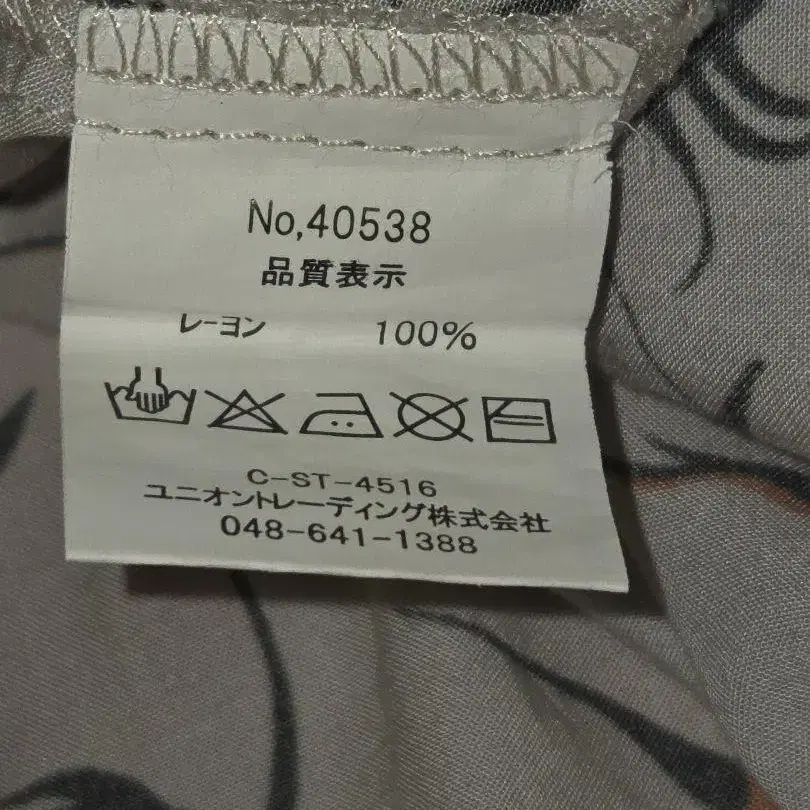 No,40538
品質表示
レーヨン 100%
C-ST-4516
ユニオントレーディング株式会社
048-641-1388